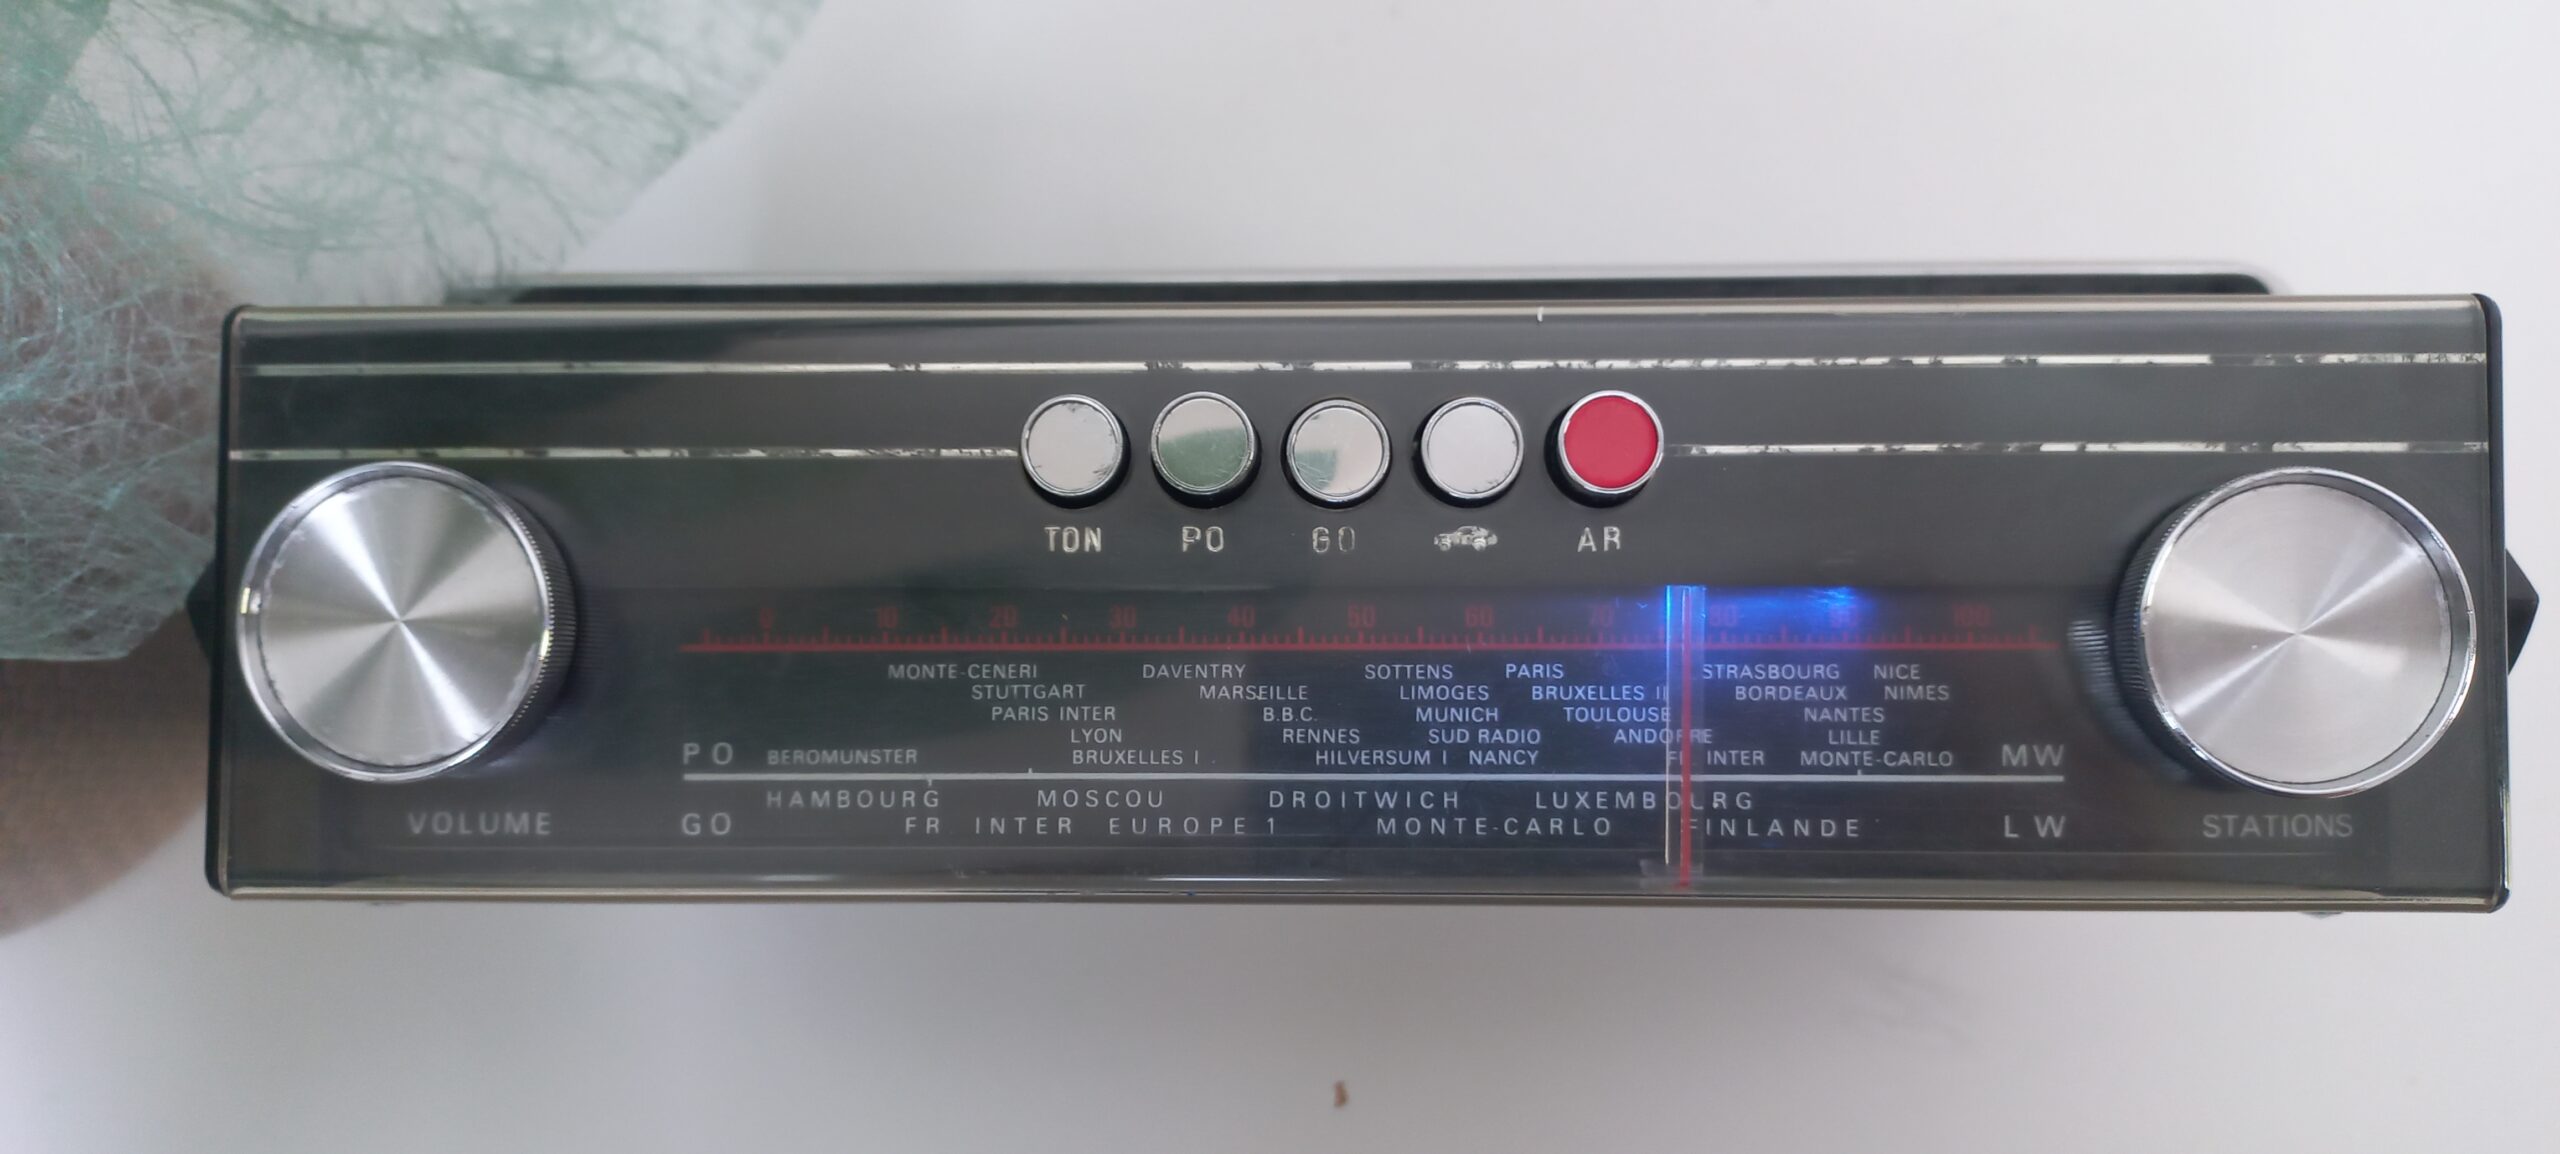 TON PO GO AR
0 10 20 30 40 50 60 70 80 90 100
MONTE-CENERI DAVENTRY SOTTENS PARIS STRASBOURG NICE
STUTTGART MARSEILLE LIMOGES BRUXELLES II BORDEAUX NIMES
PARIS INTER B.B.C. MUNICH TOULOUSE NANTES
LYON RENNES SUD RADIO ANDORRE LILLE
PO BEROMUNSTER BRUXELLES I HILVERSUM I NANCY FR. INTER MONTE-CARLO MW
HAMBOURG MOSCOU DROITWICH LUXEMBOURG
VOLUME GO FR. INTER EUROPE 1 MONTE-CARLO FINLANDE LW STATIONS